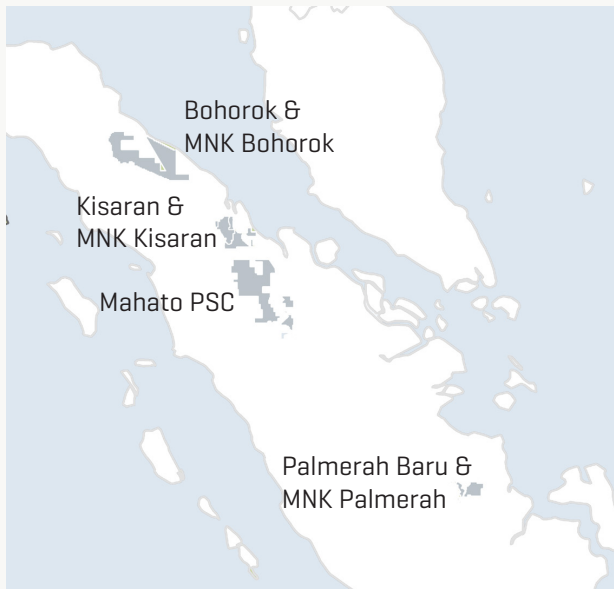 Bohorok &
MNK Bohorok
Kisaran &
MNK Kisaran
Mahato PSC
Palmerah Baru &
MNK Palmerah